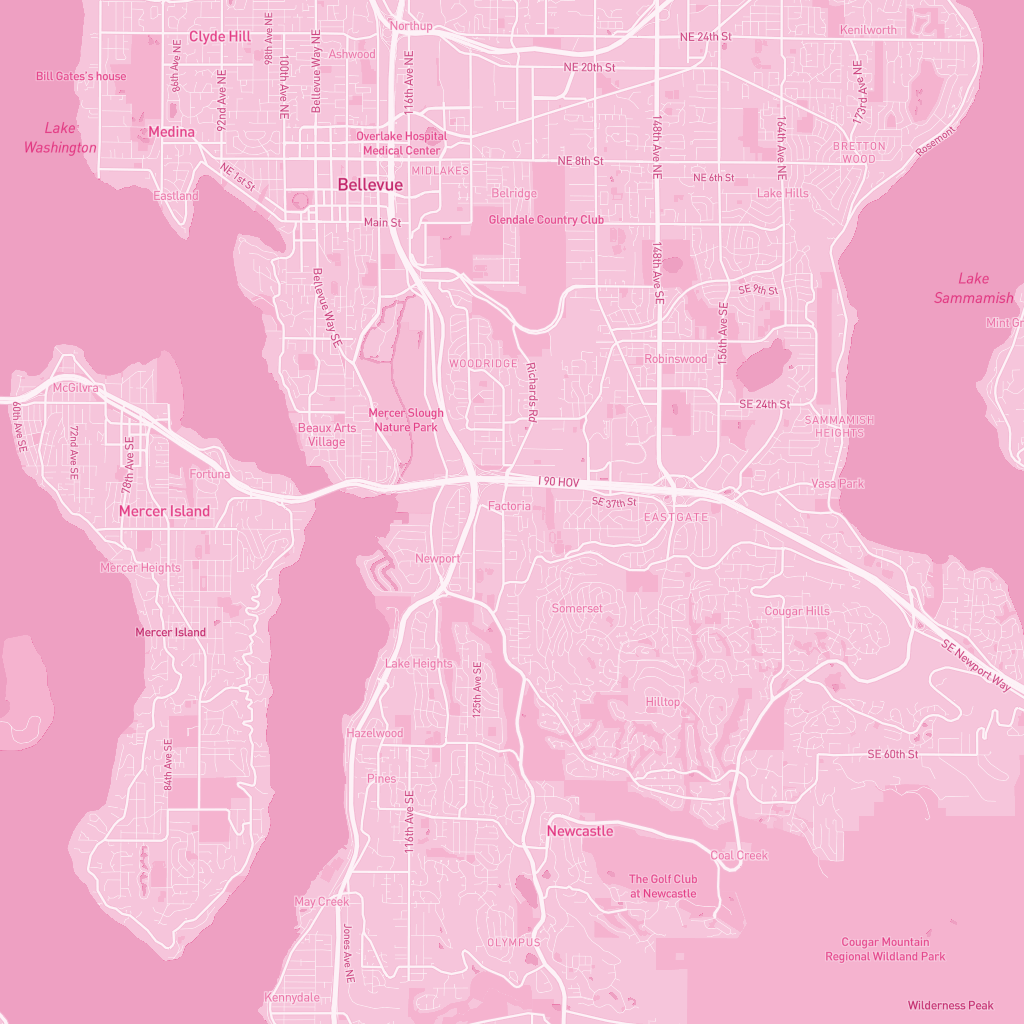 Northup
Clyde Hill
NE 24th St
Kenilworth
98th Ave NE
86th Ave NE
Bellevue Way NE
Ashwood
116th Ave NE
NE 20th St
Bill Gates's house
92nd Ave NE
100th Ave NE
173rd Ave NE
Lake
Washington
Medina
Overlake Hospital
Medical Center
148th Ave NE
164th Ave NE
BRETTON
WOOD
Rosemont
NE 8th St
MIDLAKES
NE 1st St
Bellevue
NE 6th St
Eastland
Belridge
Lake Hills
Main St
Glendale Country Club
148th Ave SE
Lake
Sammamish
SE 9th St
Bellevue Way SE
Mint Gr
156th Ave SE
WOODRIDGE
Robinswood
McGilvra
Richards Rd
60th Ave SE
72nd Ave SE
78th Ave SE
Mercer Slough
Nature Park
Beaux Arts
Village
SE 24th St
SAMMAMISH
HEIGHTS
Fortuna
I 90 HOV
Vasa Park
Mercer Island
Factoria
SE 37th St
EASTGATE
Newport
Mercer Heights
Somerset
Cougar Hills
Mercer Island
SE Newport Way
Lake Heights
125th Ave SE
Hilltop
Hazelwood
84th Ave SE
SE 60th St
Pines
116th Ave SE
Newcastle
Coal Creek
The Golf Club
at Newcastle
May Creek
Jones Ave NE
OLYMPUS
Cougar Mountain
Regional Wildland Park
Kennydale
Wilderness Peak